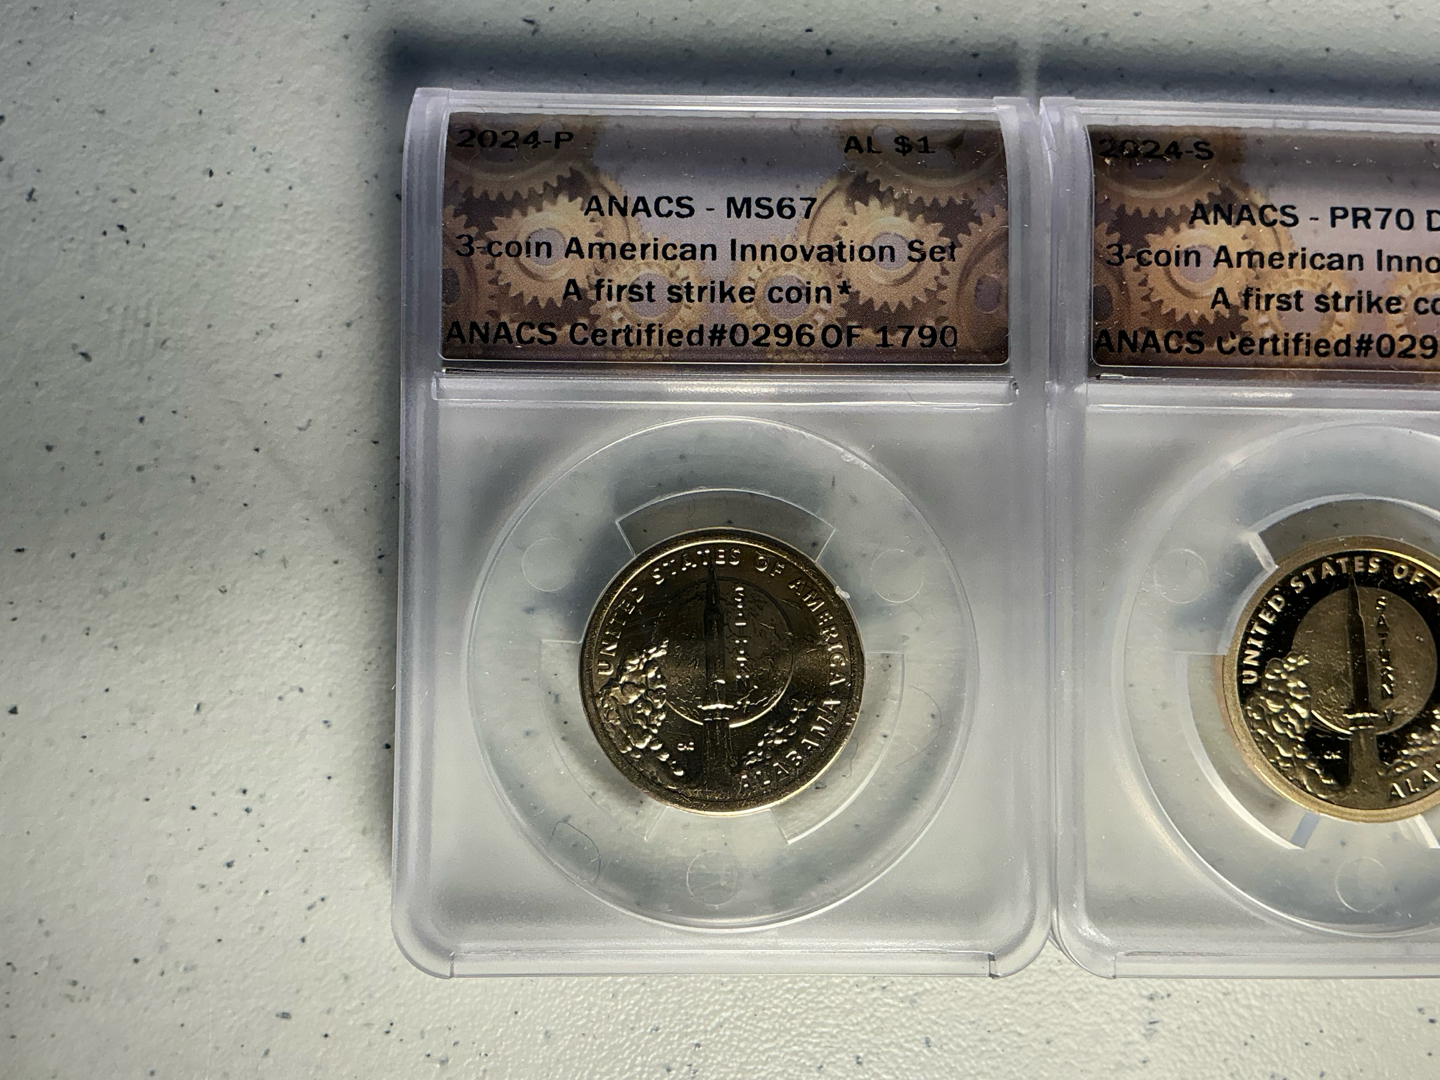 2024-P AL $1
ANACS - MS67
3-coin American Innovation Set
A first strike coin*
ANACS Certified#0296 OF 1790
UNITED STATES OF AMERICA
SATURN V
ALABAMA
2024-S
ANACS - PR70 D
3-coin American Inno
A first strike co
ANACS Certified#029
UNITED STATES OF A
SATURN V
ALA